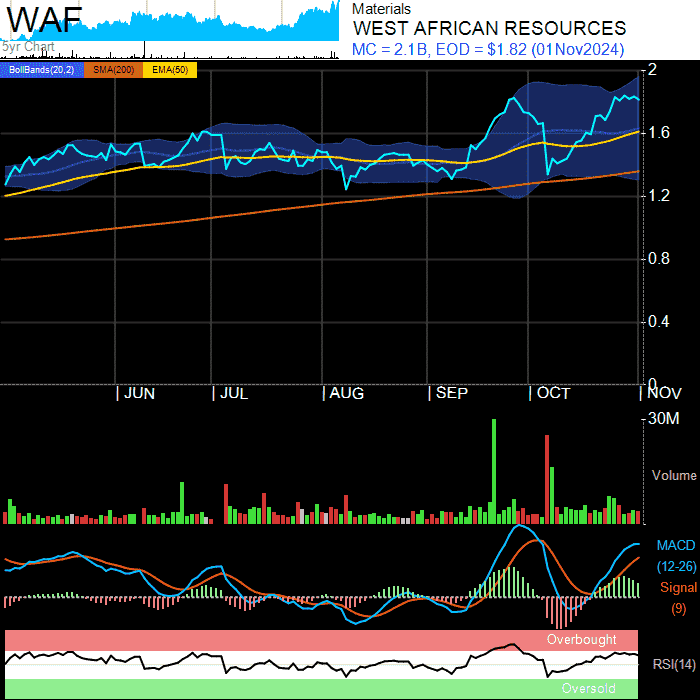 WAF
5yr Chart
Materials
WEST AFRICAN RESOURCES
MC = 2.1B, EOD = $1.82 (01Nov2024)
BollBands(20,2) SMA(200) EMA(50)
2
1.6
1.2
0.8
0.4
0
JUN JUL AUG SEP OCT NOV
30M
Volume
MACD
(12-26)
Signal
(9)
Overbought
RSI(14)
Oversold